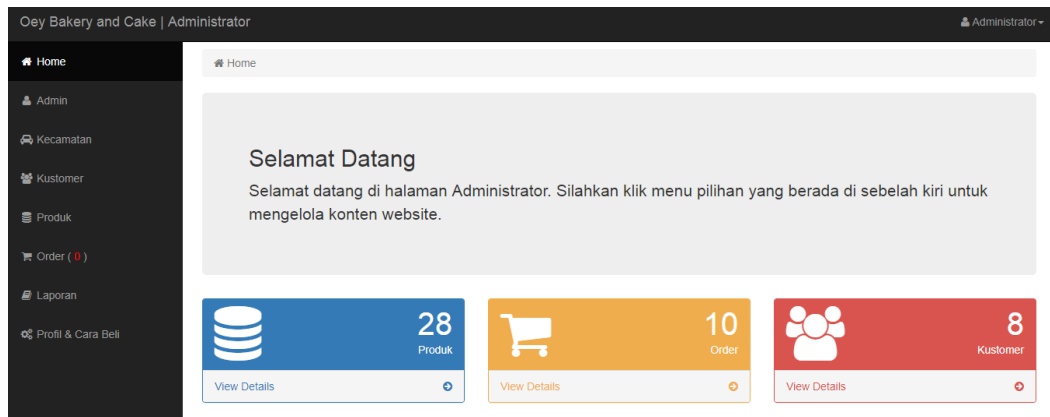 Oey Bakery and Cake | Administrator
Administrator
Home
Admin
Kecamatan
Kustomer
Produk
Order ( 0 )
Laporan
Profil & Cara Beli
Home
Selamat Datang
Selamat datang di halaman Administrator. Silahkan klik menu pilihan yang berada di sebelah kiri untuk
mengelola konten website.
28
Produk
View Details
10
Order
View Details
8
Kustomer
View Details